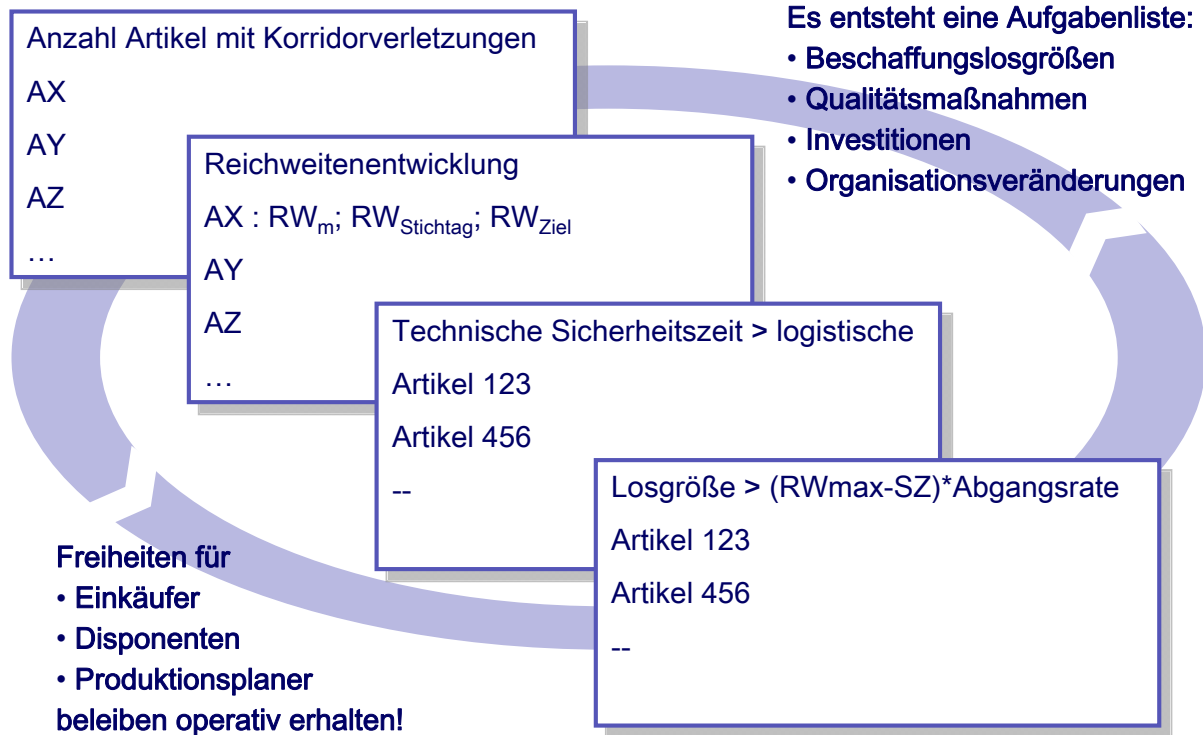 Anzahl Artikel mit Korridorverletzungen
AX
AY
AZ
…
Reichweitenentwicklung
AX : RWm; RWStichtag; RWZiel
AY
AZ
…
Technische Sicherheitszeit > logistische
Artikel 123
Artikel 456
--
Losgröße > (RWmax-SZ)*Abgangsrate
Artikel 123
Artikel 456
--
Es entsteht eine Aufgabenliste:
• Beschaffungslosgrößen
• Qualitätsmaßnahmen
• Investitionen
• Organisationsveränderungen
Freiheiten für
• Einkäufer
• Disponenten
• Produktionsplaner
beleiben operativ erhalten!